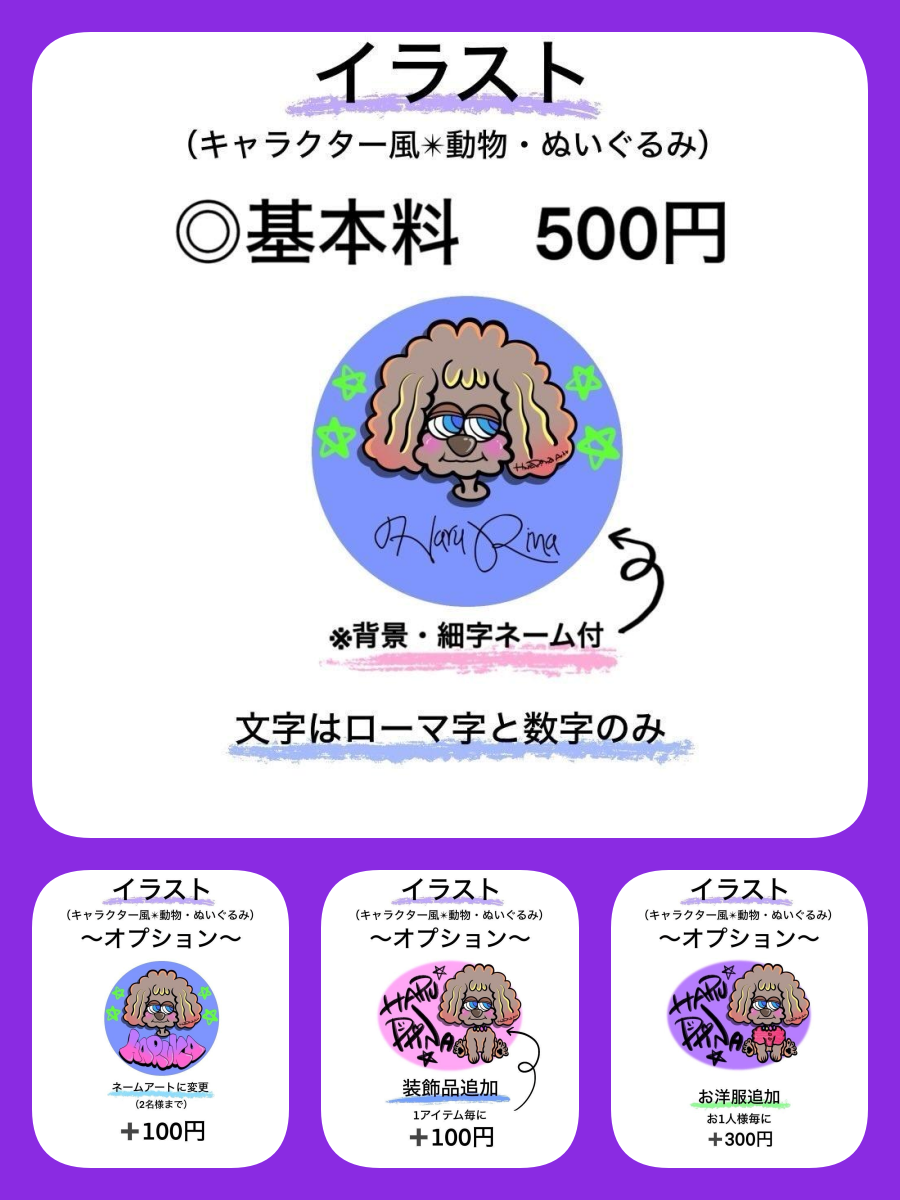 イラスト
（キャラクター風✴動物・ぬいぐるみ）
◎基本料　500円
Haru Rina
※背景・細字ネーム付
文字はローマ字と数字のみ
イラスト
（キャラクター風✴動物・ぬいぐるみ）
〜オプション〜
ネームアートに変更
（2名様まで）
＋100円
イラスト
（キャラクター風✴動物・ぬいぐるみ）
〜オプション〜
HARU
RINA
装飾品追加
1アイテム毎に
＋100円
イラスト
（キャラクター風✴動物・ぬいぐるみ）
〜オプション〜
HARU
RINA
お洋服追加
お1人様毎に
＋300円